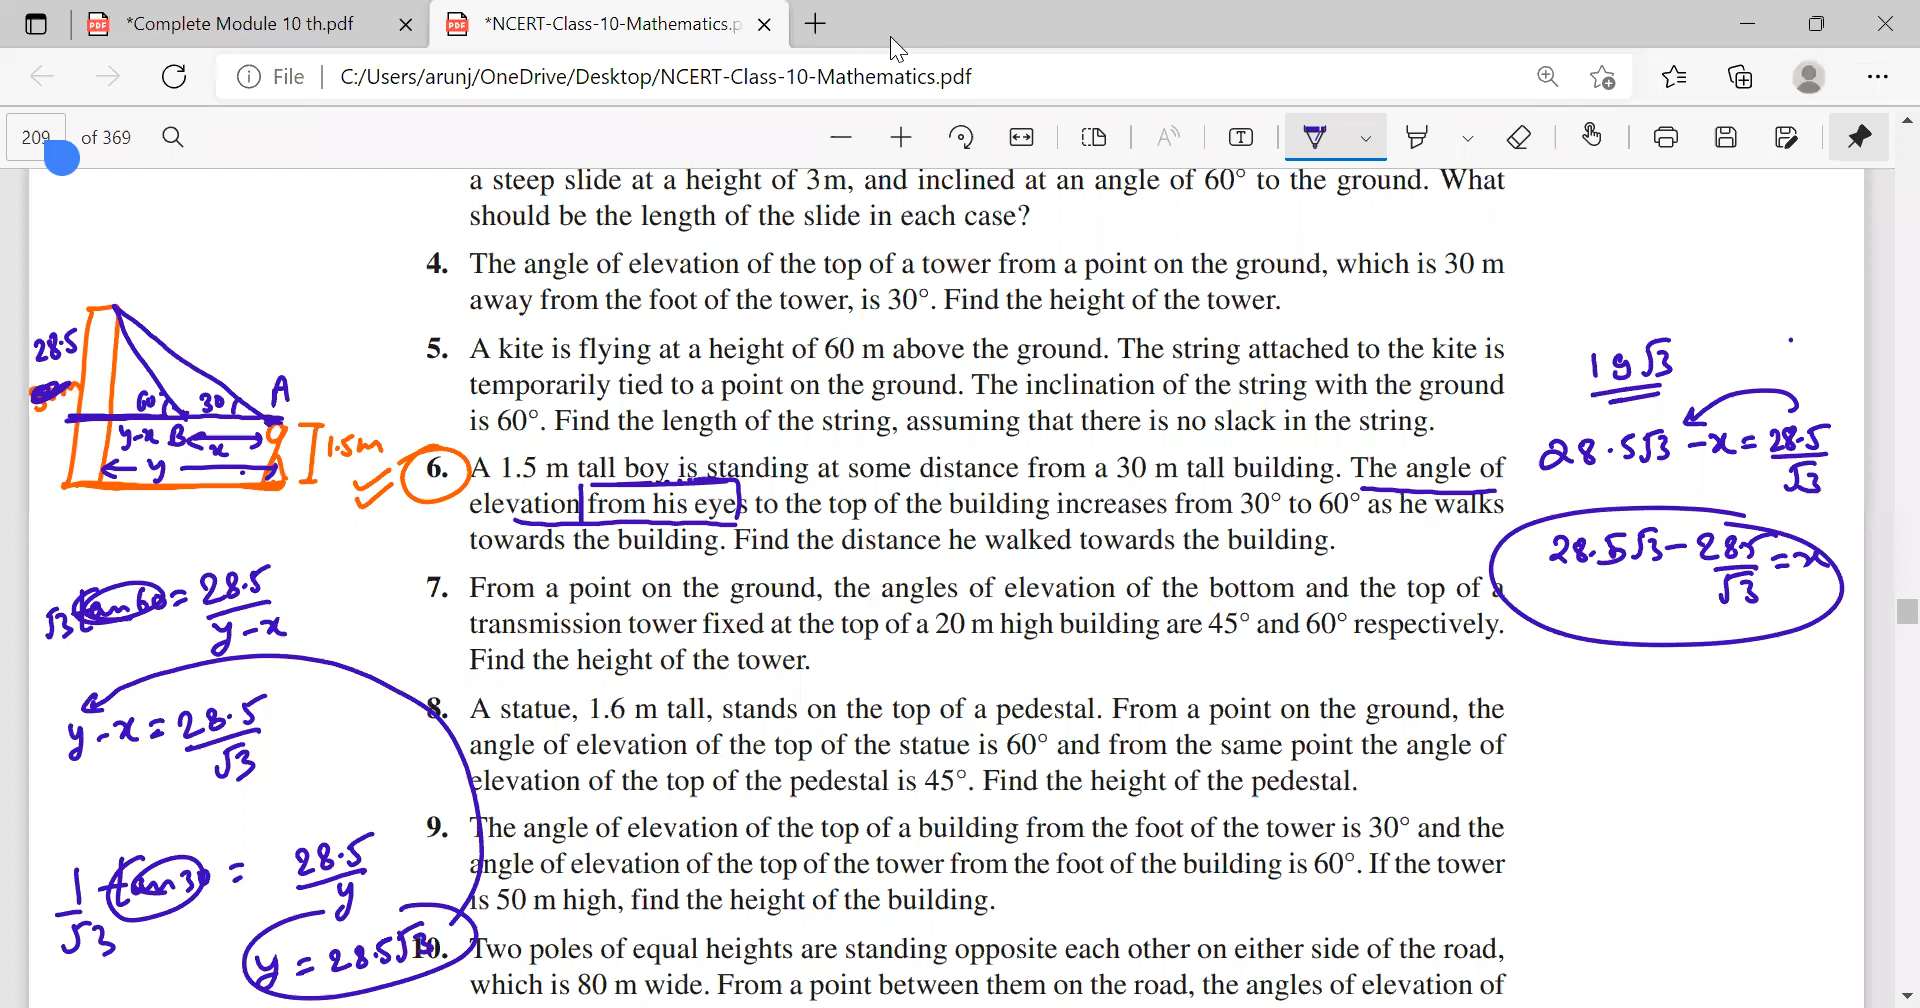 *Complete Module 10 th.pdf
*NCERT-Class-10-Mathematics.p
File
C:/Users/arunj/OneDrive/Desktop/NCERT-Class-10-Mathematics.pdf
209 of 369
a steep slide at a height of 3m, and inclined at an angle of 60° to the ground. What
should be the length of the slide in each case?
4. The angle of elevation of the top of a tower from a point on the ground, which is 30 m
away from the foot of the tower, is 30°. Find the height of the tower.
5. A kite is flying at a height of 60 m above the ground. The string attached to the kite is
temporarily tied to a point on the ground. The inclination of the string with the ground
is 60°. Find the length of the string, assuming that there is no slack in the string.
6. A 1.5 m tall boy is standing at some distance from a 30 m tall building. The angle of
elevation from his eyes to the top of the building increases from 30° to 60° as he walks
towards the building. Find the distance he walked towards the building.
7. From a point on the ground, the angles of elevation of the bottom and the top of a
transmission tower fixed at the top of a 20 m high building are 45° and 60° respectively.
Find the height of the tower.
8. A statue, 1.6 m tall, stands on the top of a pedestal. From a point on the ground, the
angle of elevation of the top of the statue is 60° and from the same point the angle of
elevation of the top of the pedestal is 45°. Find the height of the pedestal.
9. The angle of elevation of the top of a building from the foot of the tower is 30° and the
angle of elevation of the top of the tower from the foot of the building is 60°. If the tower
is 50 m high, find the height of the building.
10. Two poles of equal heights are standing opposite each other on either side of the road,
which is 80 m wide. From a point between them on the road, the angles of elevation of
28.5
60 30 A
y-x B x
y
1.5m
√3 tan 60 = 28.5
y-x
y-x = 28.5
√3
1 tan30 = 28.5
√3 y
y = 28.5√3
19√3
28.5√3 -x = 28.5
√3
28.5√3 - 28.5 = x
√3